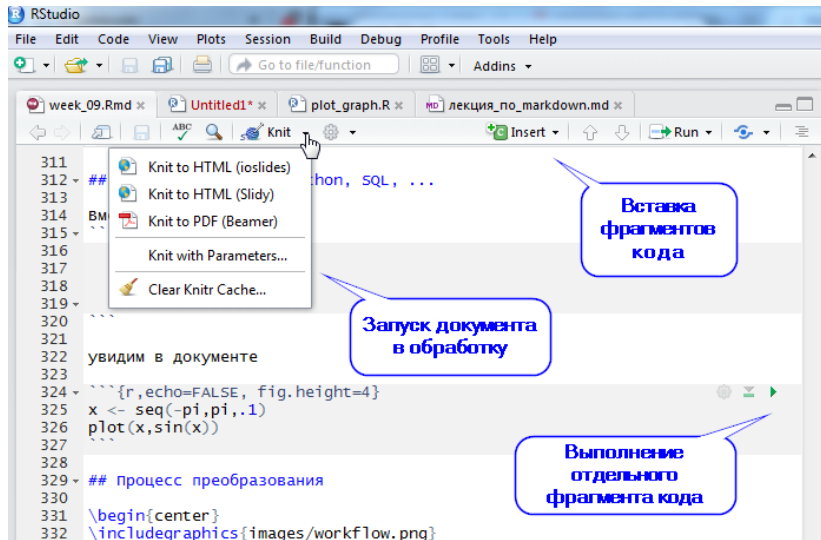 RStudio
File Edit Code View Plots Session Build Debug Profile Tools Help
Go to file/function Addins
week_09.Rmd × Untitled1* × plot_graph.R × MD лекция_по_markdown.md ×
ABC Knit Insert Run
311
312 ## thon, SQL, ...
313
314 Вм
315 ``
316
317
318
319
320 ```
321
322 увидим в документе
323
324 ```{r,echo=FALSE, fig.height=4}
325 x <- seq(-pi,pi,.1)
326 plot(x,sin(x))
327 ```
328
329 ## Процесс преобразования
330
331 \begin{center}
332 \includegraphics{images/workflow.png}
Knit to HTML (ioslides)
Knit to HTML (Slidy)
Knit to PDF (Beamer)
Knit with Parameters...
Clear Knitr Cache...
Вставка
фрагментов
кода
Запуск документа
в обработку
Выполнение
отдельного
фрагмента кода